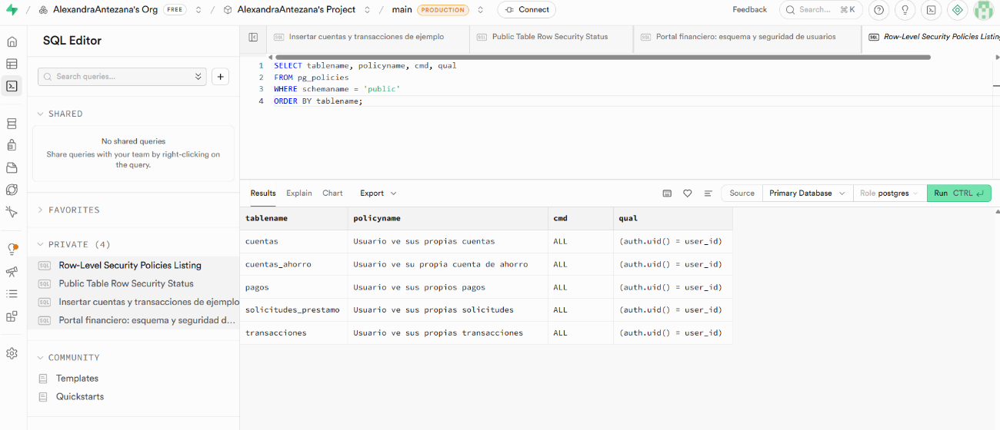 AlexandraAntezana's Org FREE / AlexandraAntezana's Project / main PRODUCTION Connect Feedback Search... ⌘ K
SQL Editor
Search queries...
SHARED
No shared queries
Share queries with your team by right-clicking on
the query.
FAVORITES
PRIVATE (4)
SQL Row-Level Security Policies Listing
SQL Public Table Row Security Status
SQL Insertar cuentas y transacciones de ejemplo
SQL Portal financiero: esquema y seguridad d...
COMMUNITY
Templates
Quickstarts
SQL Insertar cuentas y transacciones de ejemplo
SQL Public Table Row Security Status
SQL Portal financiero: esquema y seguridad de usuarios
SQL Row-Level Security Policies Listing
1 SELECT tablename, policyname, cmd, qual
2 FROM pg_policies
3 WHERE schemaname = 'public'
4 ORDER BY tablename;
Results Explain Chart Export Source Primary Database Role postgres Run CTRL ↵
tablename policyname cmd qual
cuentas Usuario ve sus propias cuentas ALL (auth.uid() = user_id)
cuentas_ahorro Usuario ve su propia cuenta de ahorro ALL (auth.uid() = user_id)
pagos Usuario ve sus propios pagos ALL (auth.uid() = user_id)
solicitudes_prestamo Usuario ve sus propias solicitudes ALL (auth.uid() = user_id)
transacciones Usuario ve sus propias transacciones ALL (auth.uid() = user_id)